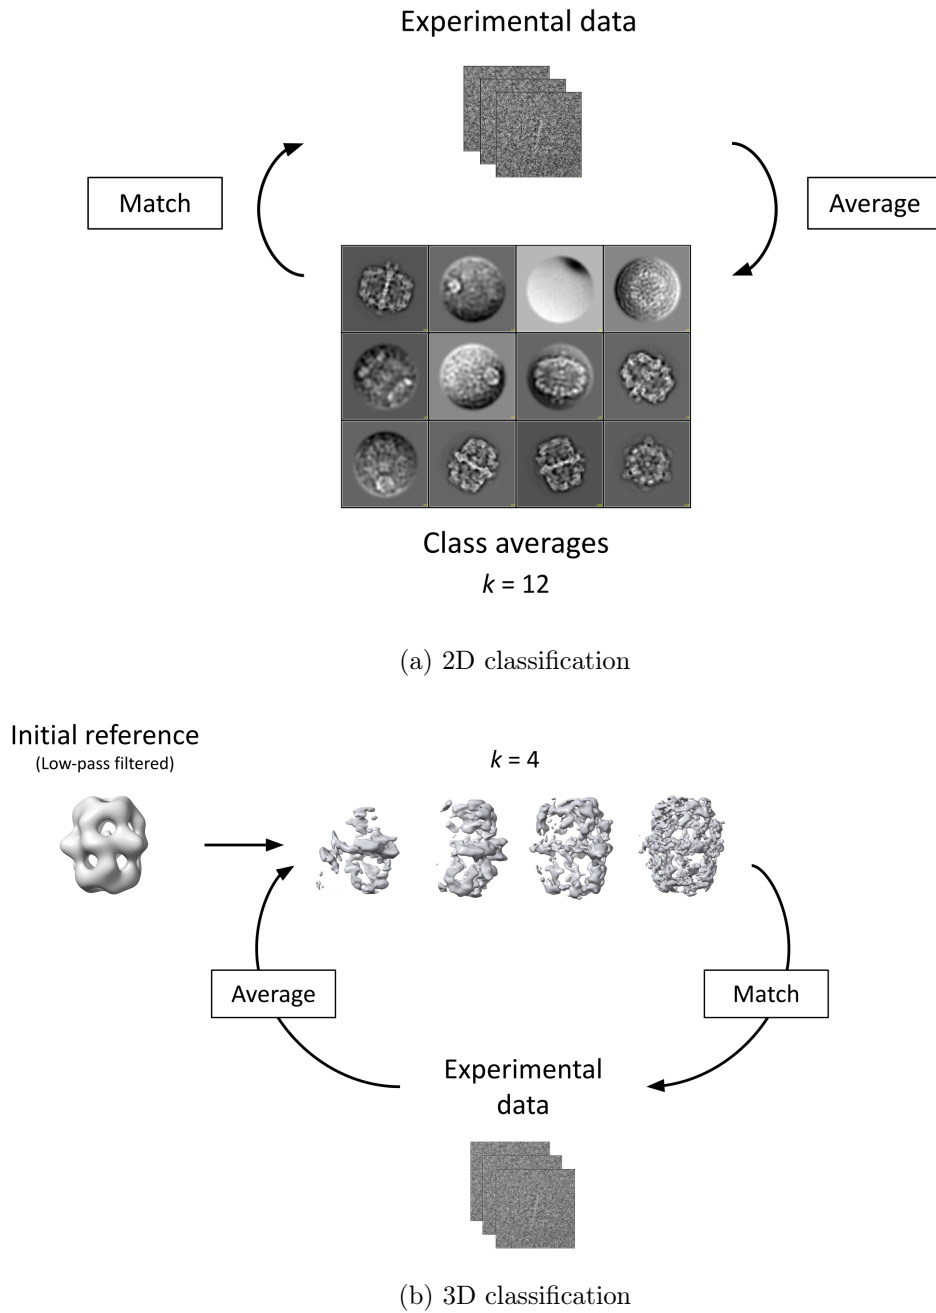 Experimental data
Match
Average
Class averages
k = 12
(a) 2D classification
Initial reference
(Low-pass filtered)
k = 4
Average
Match
Experimental
data
(b) 3D classification